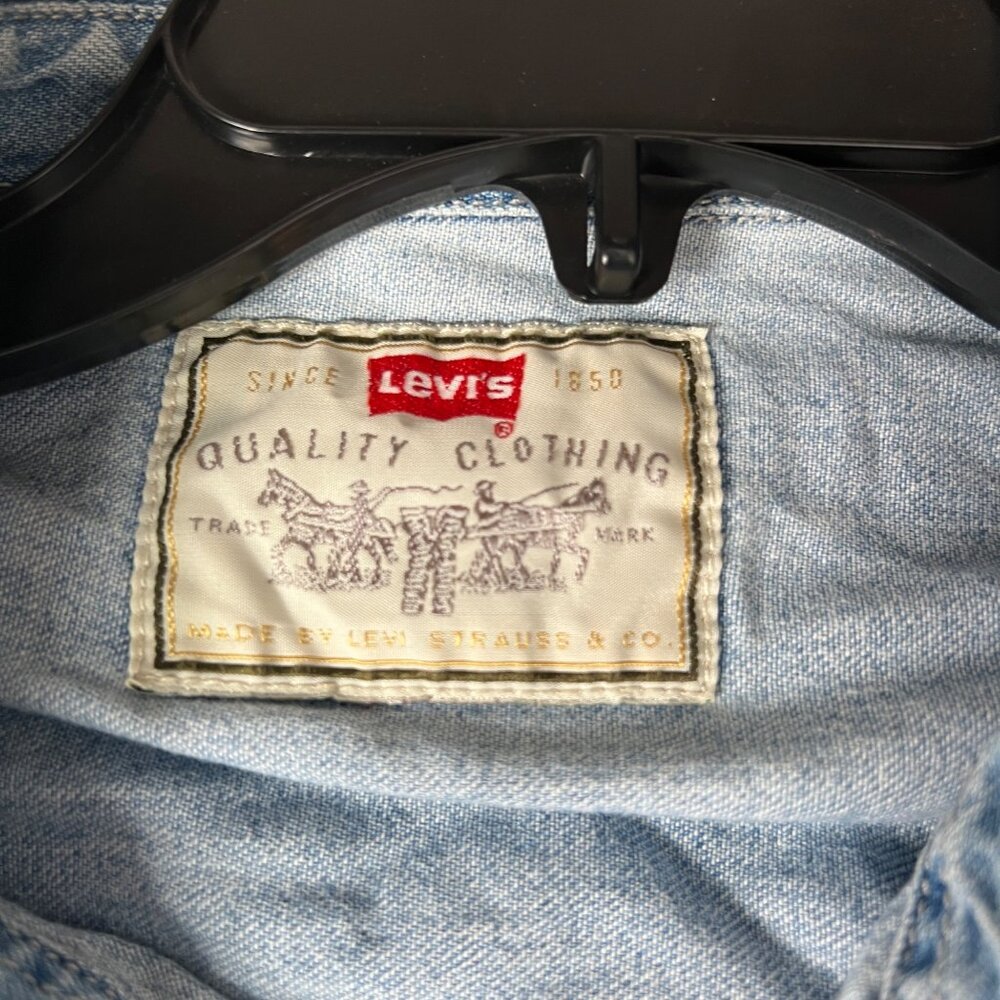 SINCE Levi's 1850
®
QUALITY CLOTHING
TRADE MARK
MADE BY LEVI STRAUSS & CO.